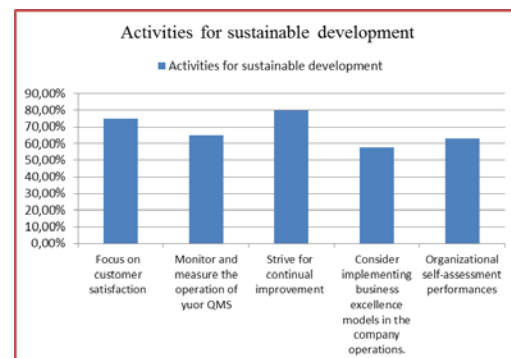 Activities for sustainable development
Activities for sustainable development
90,00%
80,00%
70,00%
60,00%
50,00%
40,00%
30,00%
20,00%
10,00%
0,00%
Focus on
customer
satisfaction
Monitor and
measure the
operation of
yuor QMS
Strive for
continual
improvement
Consider
implementing
business
excellence
models in the
company
operations.
Organizational
self-assessment
performances